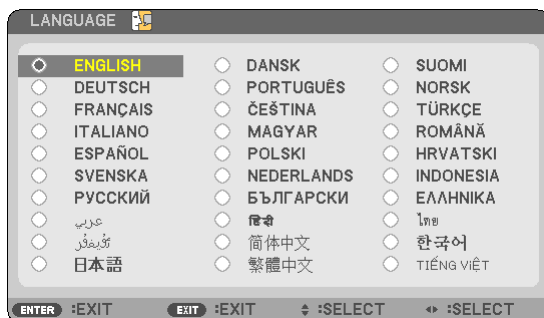 LANGUAGE
ENGLISH DANSK SUOMI
DEUTSCH PORTUGUÊS NORSK
FRANÇAIS ČEŠTINA TÜRKÇE
ITALIANO MAGYAR ROMÂNĂ
ESPAÑOL POLSKI HRVATSKI
SVENSKA NEDERLANDS INDONESIA
РУССКИЙ БЪЛГАРСКИ ΕΛΛΗΝΙΚΑ
عربي हिंदी ไทย
ئۇيغۇر 简体中文 한국어
日本語 繁體中文 TIẾNG VIỆT
ENTER :EXIT EXIT :EXIT :SELECT :SELECT